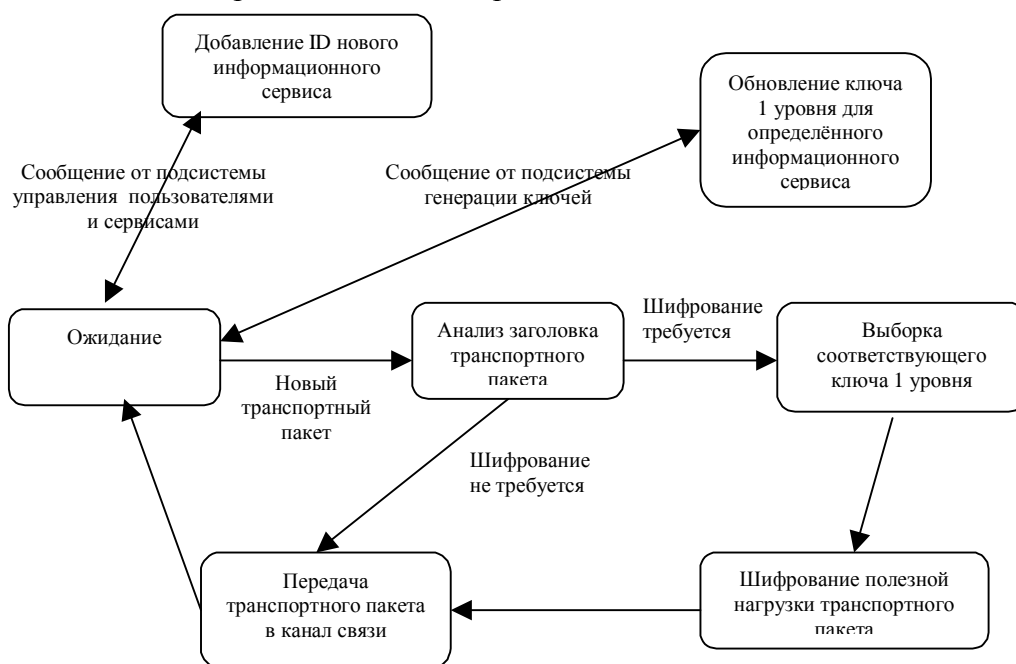 Добавление ID нового
информационного
сервиса
Обновление ключа
1 уровня для
определённого
информационного
сервиса
Сообщение от подсистемы
управления пользователями
и сервисами
Сообщение от подсистемы
генерации ключей
Ожидание
Анализ заголовка
транспортного
пакета
Шифрование
требуется
Выборка
соответствующего
ключа 1 уровня
Новый
транспортный
пакет
Шифрование
не требуется
Передача
транспортного пакета
в канал связи
Шифрование полезной
нагрузки транспортного
пакета